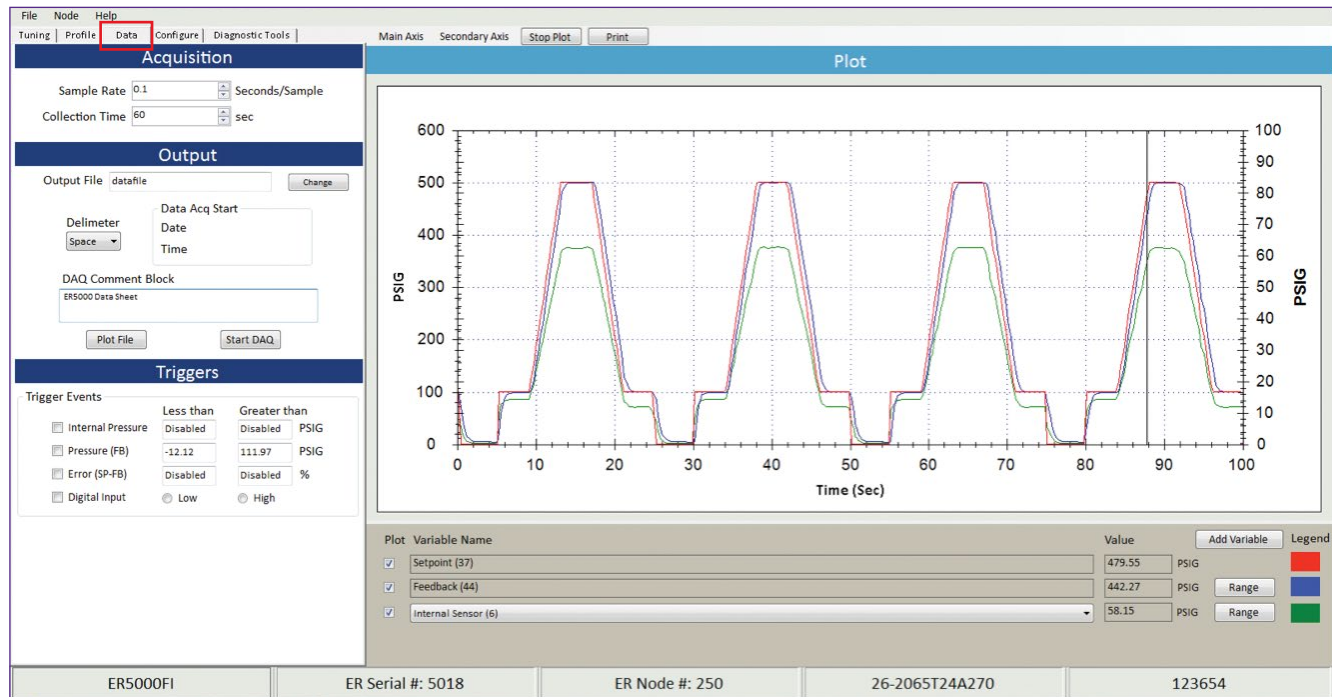 File Node Help
Tuning Profile Data Configure Diagnostic Tools
Main Axis Secondary Axis Stop Plot Print
Acquisition
Sample Rate 0.1 Seconds/Sample
Collection Time 60 sec
Output
Output File datafile Change
Data Acq Start
Delimeter
Date
Space
Time
DAQ Comment Block
ER5000 Data Sheet
Plot File Start DAQ
Triggers
Trigger Events
Less than Greater than
Internal Pressure Disabled Disabled PSIG
Pressure (FB) -12.12 111.97 PSIG
Error (SP-FB) Disabled Disabled %
Digital Input Low High
Plot
600
500
400
300
200
100
0
PSIG
100
90
80
70
60
50
40
30
20
10
0
PSIG
0 10 20 30 40 50 60 70 80 90 100
Time (Sec)
Plot Variable Name Value Add Variable Legend
Setpoint (37) 479.55 PSIG
Feedback (44) 442.27 PSIG Range
Internal Sensor (6) 58.15 PSIG Range
ER5000FI ER Serial #: 5018 ER Node #: 250 26-2065T24A270 123654